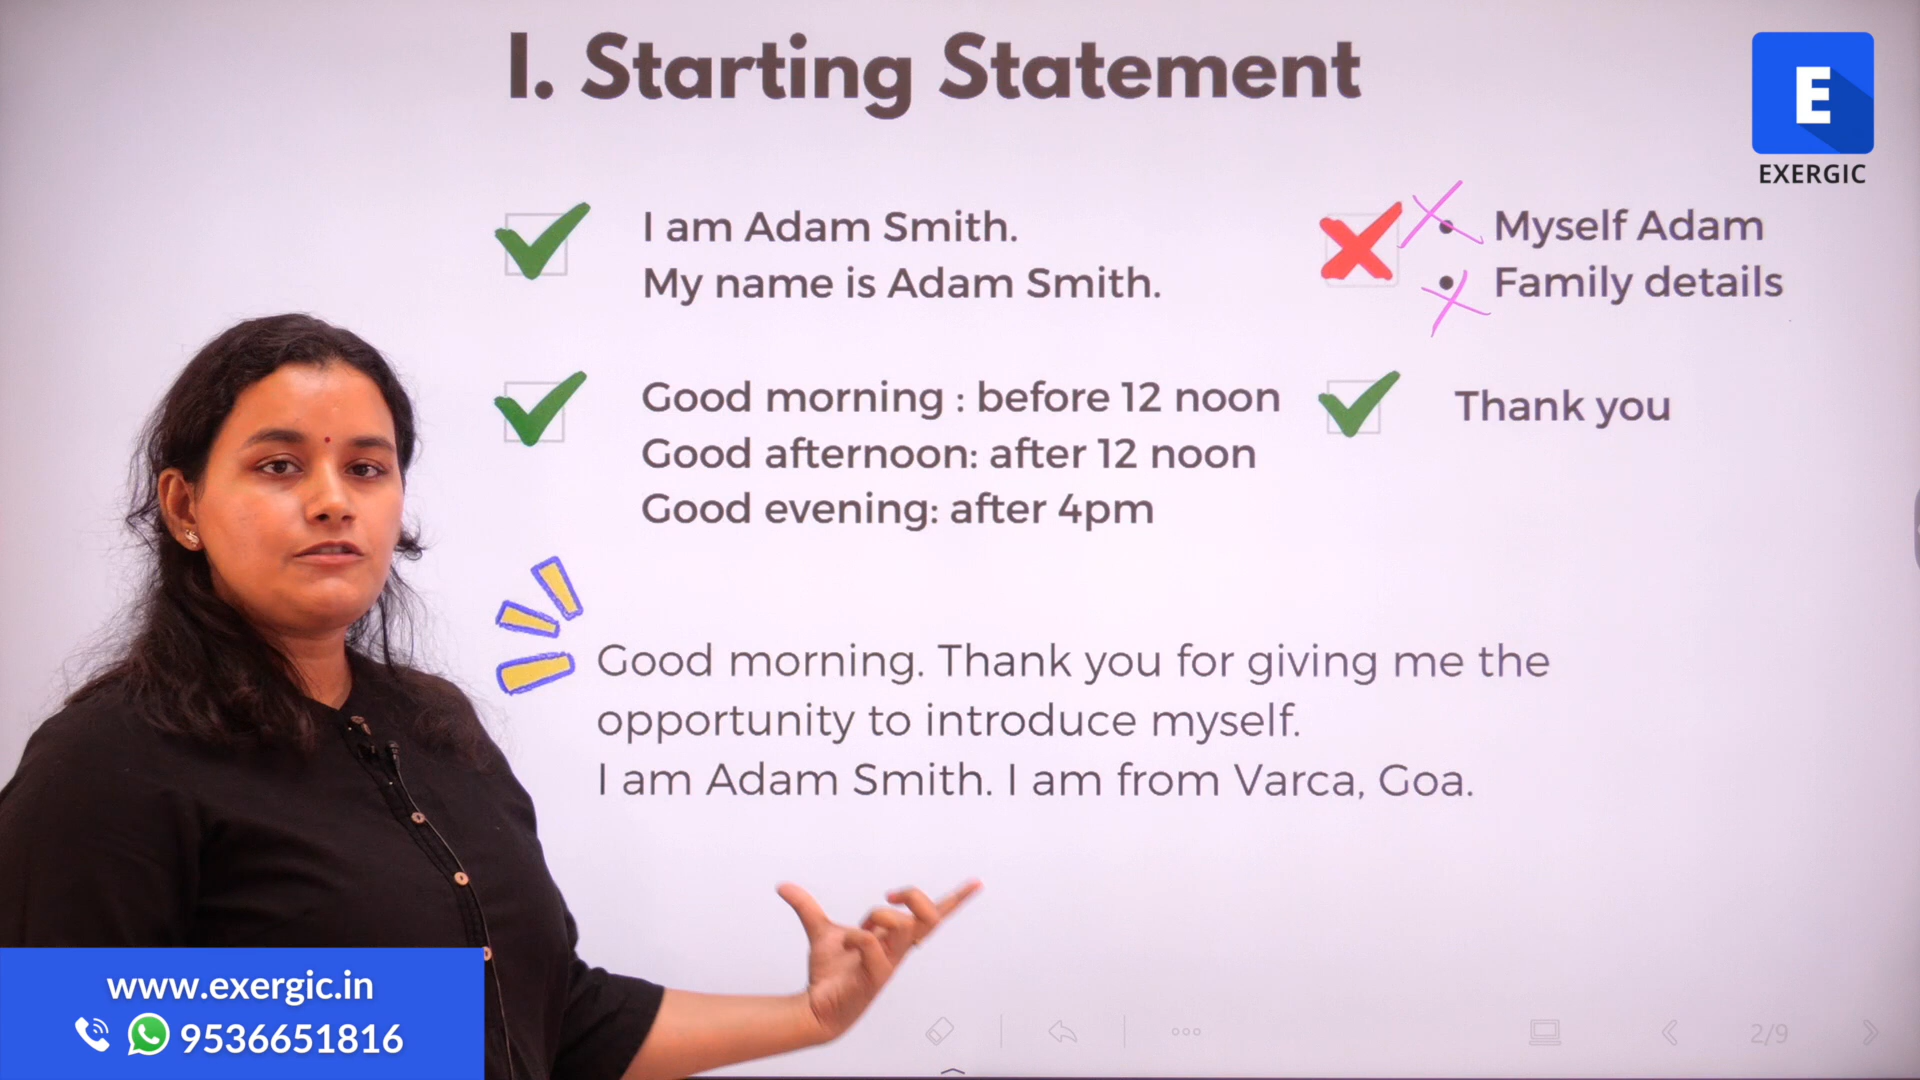 I. Starting Statement
E
EXERGIC
I am Adam Smith.
My name is Adam Smith.
• Myself Adam
• Family details
Good morning : before 12 noon
Good afternoon: after 12 noon
Good evening: after 4pm
Thank you
Good morning. Thank you for giving me the
opportunity to introduce myself.
I am Adam Smith. I am from Varca, Goa.
www.exergic.in
9536651816
2/9